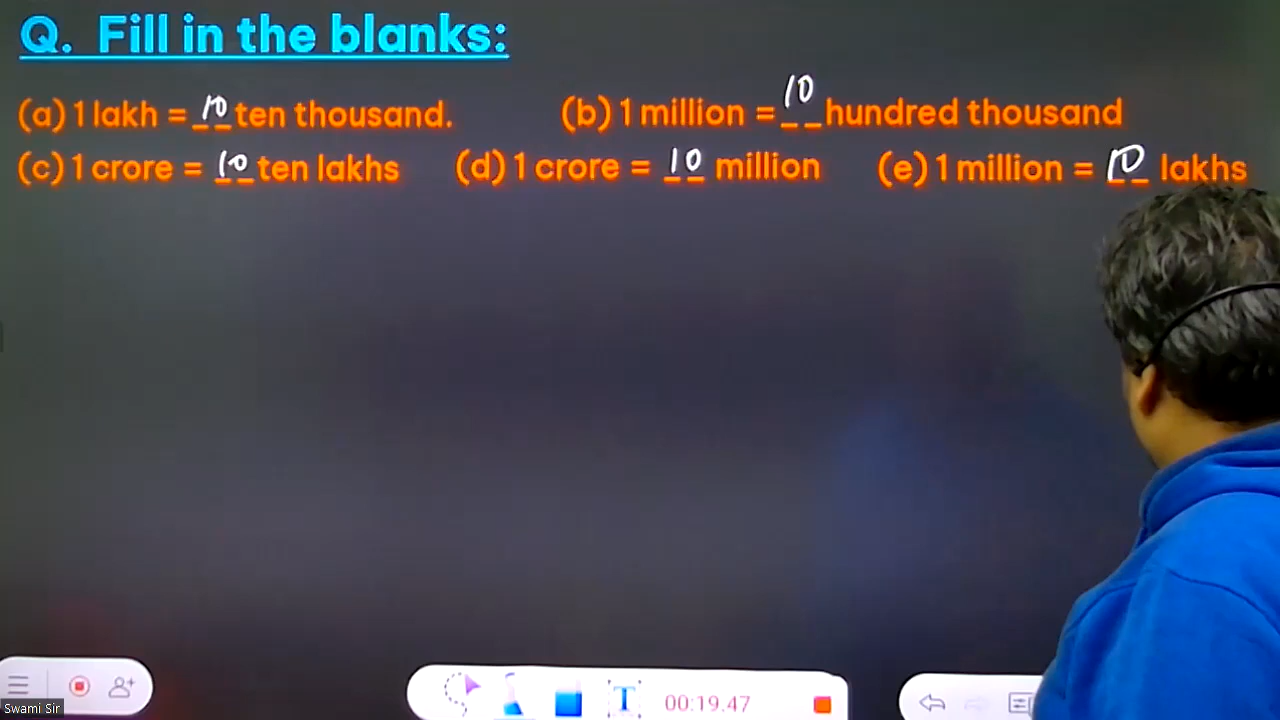 Q. Fill in the blanks:
(a) 1 lakh = 10 ten thousand. (b) 1 million = 10 hundred thousand
(c) 1 crore = 10 ten lakhs (d) 1 crore = 10 million (e) 1 million = 10 lakhs
T 00:19.47
Swami Sir